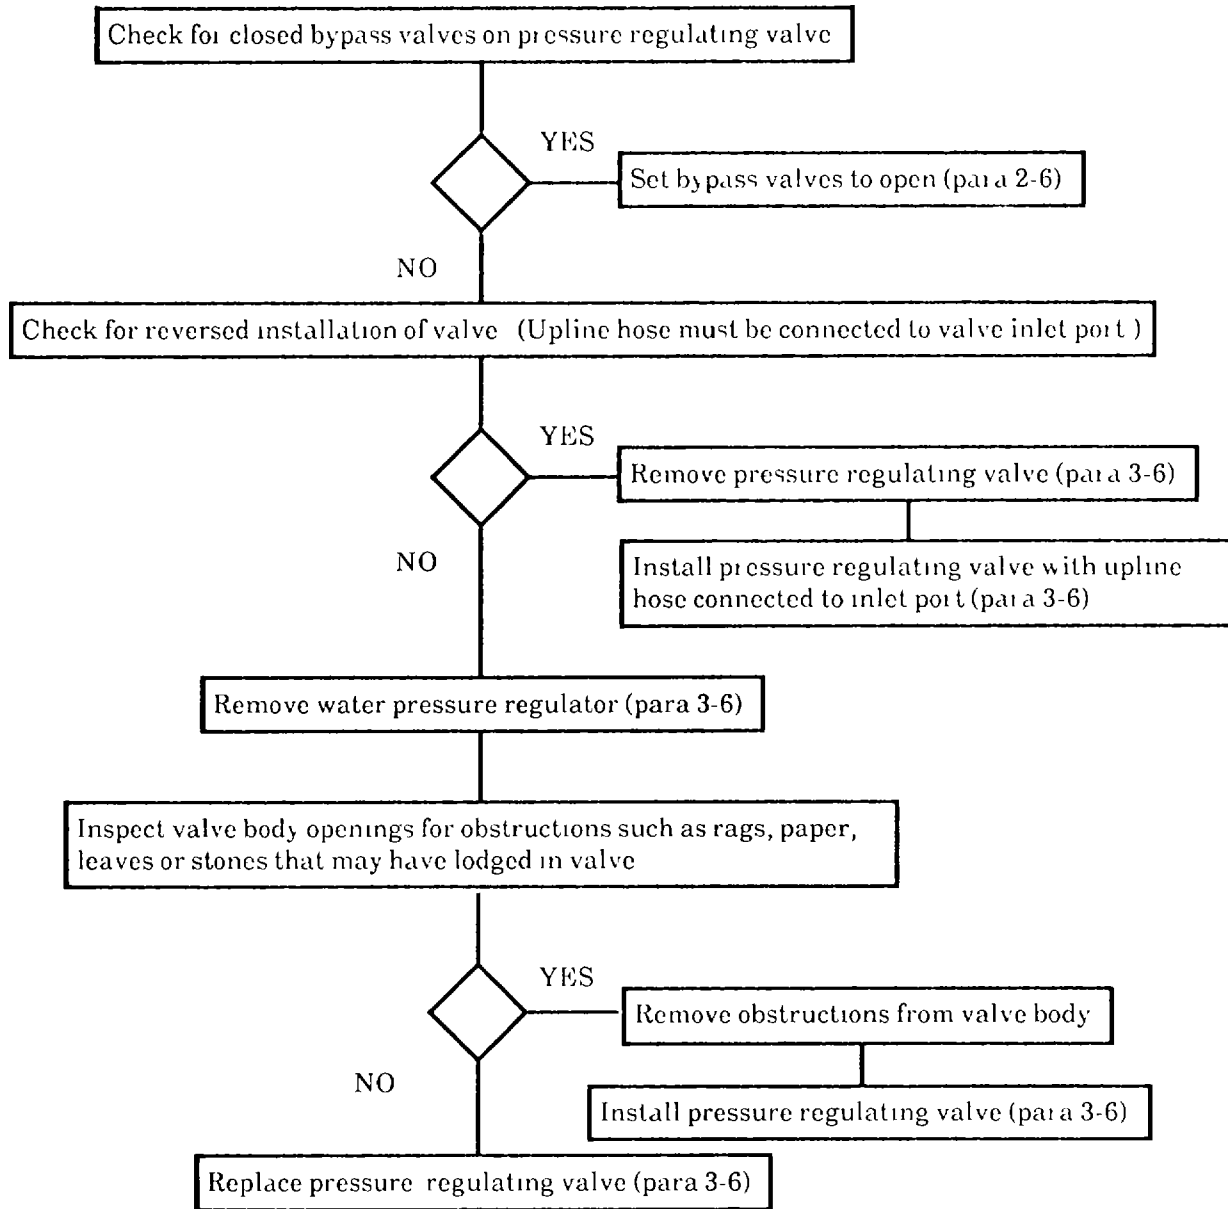 Check for closed bypass valves on pressure regulating valve
YES
Set bypass valves to open (para 2-6)
NO
Check for reversed installation of valve (Upline hose must be connected to valve inlet port )
YES
Remove pressure regulating valve (para 3-6)
NO
Install pressure regulating valve with upline
hose connected to inlet port (para 3-6)
Remove water pressure regulator (para 3-6)
Inspect valve body openings for obstructions such as rags, paper,
leaves or stones that may have lodged in valve
YES
Remove obstructions from valve body
NO
Install pressure regulating valve (para 3-6)
Replace pressure regulating valve (para 3-6)